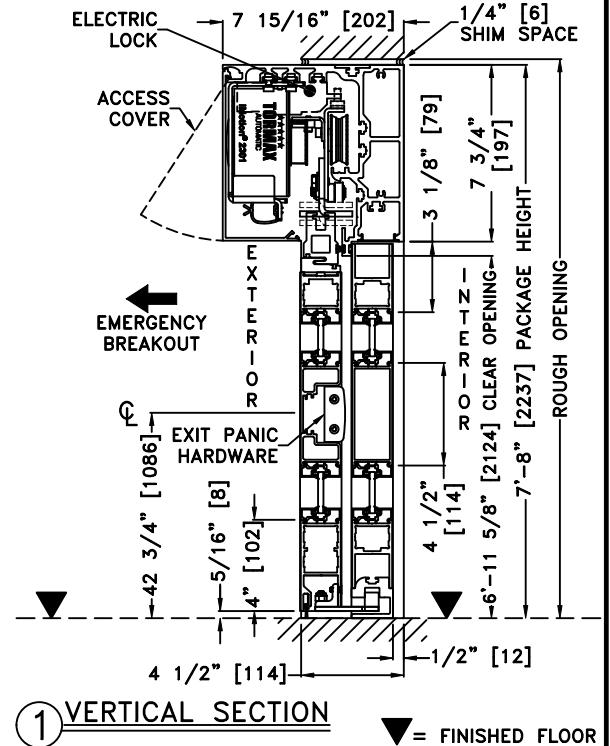 ELECTRIC
LOCK
7 15/16" [202]
1/4" [6]
SHIM SPACE
ACCESS
COVER
TORMAX
AUTOMATIC
iMotion® 2301
3 1/8" [79]
7 3/4"
[197]
EXTERIOR
INTERIOR
EMERGENCY
BREAKOUT
6'-11 5/8" [2124] CLEAR OPENING
7'-8" [2237] PACKAGE HEIGHT
ROUGH OPENING
℄
EXIT PANIC
HARDWARE
42 3/4" [1086]
5/16" [8]
4"
[102]
4 1/2"
[114]
4 1/2" [114]
1/2" [12]
1 VERTICAL SECTION
▼= FINISHED FLOOR